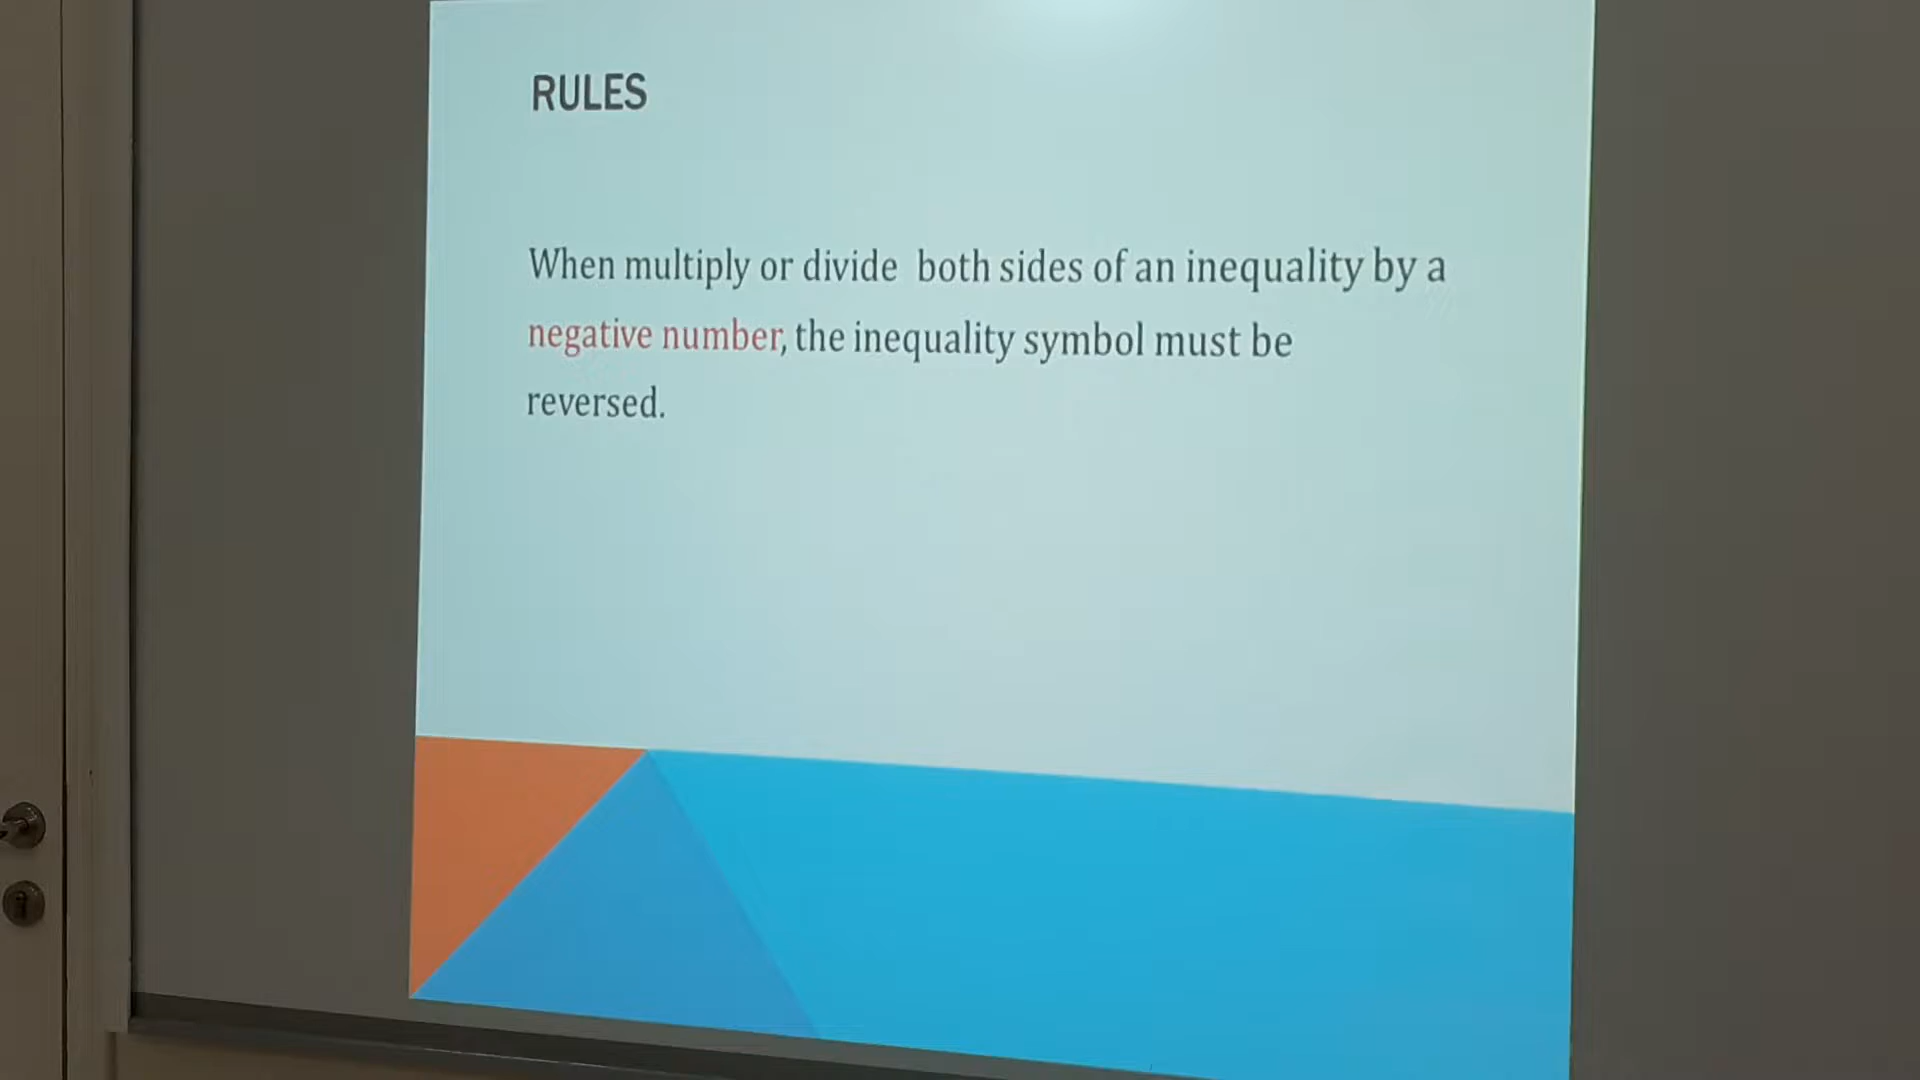 RULES
When multiply or divide both sides of an inequality by a
negative number, the inequality symbol must be
reversed.